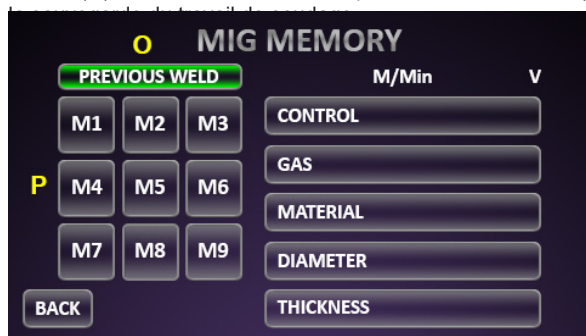 O MIG MEMORY
PREVIOUS WELD M/Min V
M1 M2 M3 CONTROL
GAS
P M4 M5 M6
MATERIAL
M7 M8 M9 DIAMETER
BACK THICKNESS